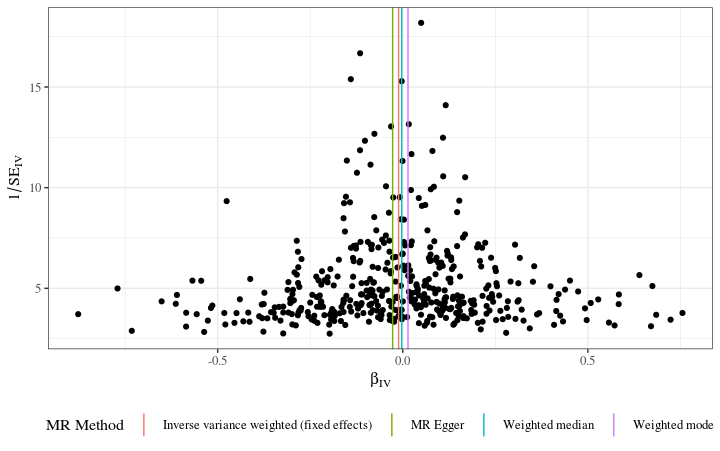 15
10
5
1/SE_IV
-0.5
0.0
0.5
β_IV
MR Method
Inverse variance weighted (fixed effects)
MR Egger
Weighted median
Weighted mode